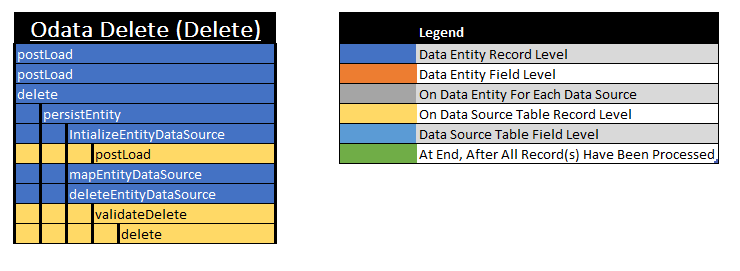 Odata Delete (Delete)
postLoad
postLoad
delete
persistEntity
IntializeEntityDataSource
postLoad
mapEntityDataSource
deleteEntityDataSource
validateDelete
delete
Legend
Data Entity Record Level
Data Entity Field Level
On Data Entity For Each Data Source
On Data Source Table Record Level
Data Source Table Field Level
At End, After All Record(s) Have Been Processed